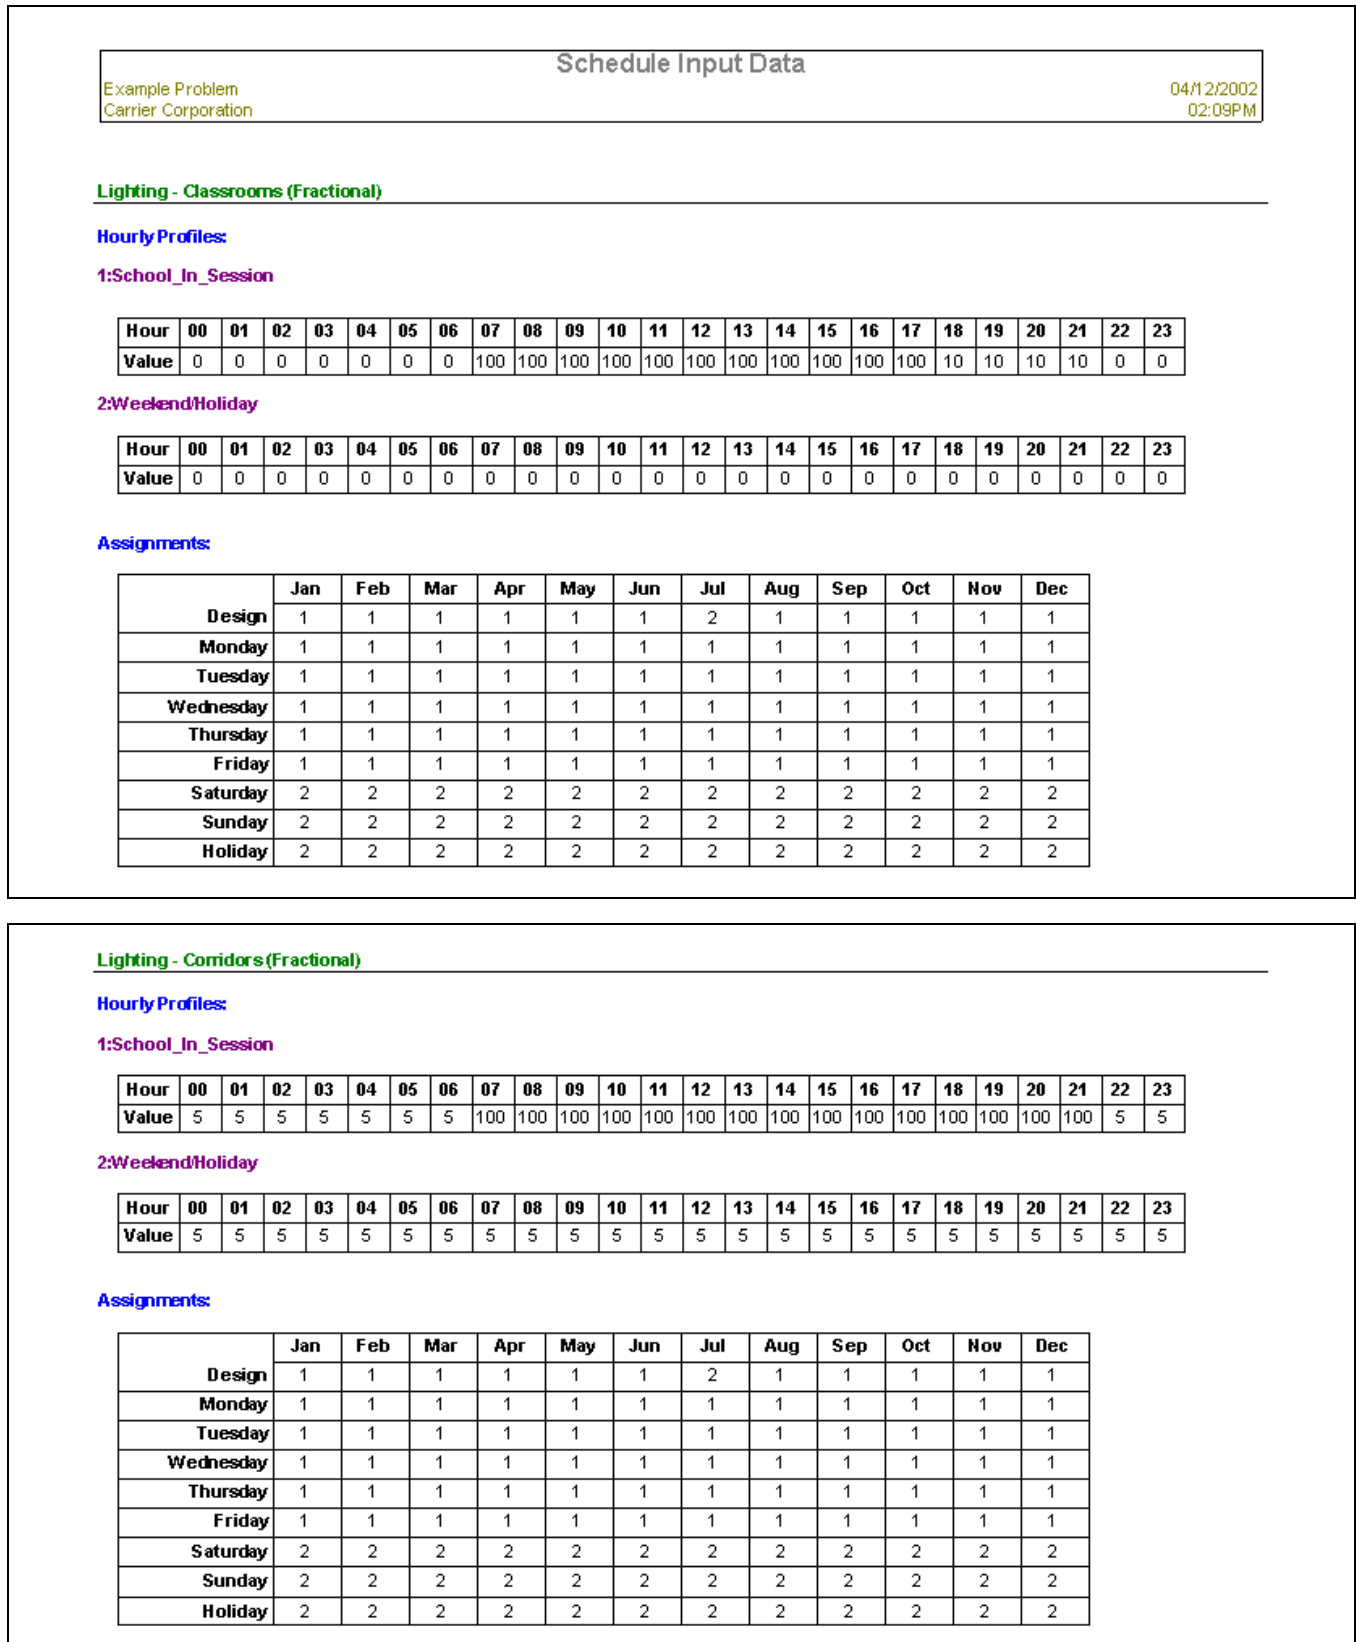 Schedule Input Data
Example Problem 04/12/2002
Carrier Corporation 02:09PM
Lighting - Classrooms (Fractional)
Hourly Profiles:
1:School_In_Session
Hour 00 01 02 03 04 05 06 07 08 09 10 11 12 13 14 15 16 17 18 19 20 21 22 23
Value 0 0 0 0 0 0 0 100 100 100 100 100 100 100 100 100 100 100 10 10 10 10 0 0
2:Weekend/Holiday
Hour 00 01 02 03 04 05 06 07 08 09 10 11 12 13 14 15 16 17 18 19 20 21 22 23
Value 0 0 0 0 0 0 0 0 0 0 0 0 0 0 0 0 0 0 0 0 0 0 0 0
Assignments:
Jan Feb Mar Apr May Jun Jul Aug Sep Oct Nov Dec
Design 1 1 1 1 1 1 2 1 1 1 1 1
Monday 1 1 1 1 1 1 1 1 1 1 1 1
Tuesday 1 1 1 1 1 1 1 1 1 1 1 1
Wednesday 1 1 1 1 1 1 1 1 1 1 1 1
Thursday 1 1 1 1 1 1 1 1 1 1 1 1
Friday 1 1 1 1 1 1 1 1 1 1 1 1
Saturday 2 2 2 2 2 2 2 2 2 2 2 2
Sunday 2 2 2 2 2 2 2 2 2 2 2 2
Holiday 2 2 2 2 2 2 2 2 2 2 2 2
Lighting - Corridors (Fractional)
Hourly Profiles:
1:School_In_Session
Hour 00 01 02 03 04 05 06 07 08 09 10 11 12 13 14 15 16 17 18 19 20 21 22 23
Value 5 5 5 5 5 5 5 100 100 100 100 100 100 100 100 100 100 100 100 100 100 100 5 5
2:Weekend/Holiday
Hour 00 01 02 03 04 05 06 07 08 09 10 11 12 13 14 15 16 17 18 19 20 21 22 23
Value 5 5 5 5 5 5 5 5 5 5 5 5 5 5 5 5 5 5 5 5 5 5 5 5
Assignments:
Jan Feb Mar Apr May Jun Jul Aug Sep Oct Nov Dec
Design 1 1 1 1 1 1 2 1 1 1 1 1
Monday 1 1 1 1 1 1 1 1 1 1 1 1
Tuesday 1 1 1 1 1 1 1 1 1 1 1 1
Wednesday 1 1 1 1 1 1 1 1 1 1 1 1
Thursday 1 1 1 1 1 1 1 1 1 1 1 1
Friday 1 1 1 1 1 1 1 1 1 1 1 1
Saturday 2 2 2 2 2 2 2 2 2 2 2 2
Sunday 2 2 2 2 2 2 2 2 2 2 2 2
Holiday 2 2 2 2 2 2 2 2 2 2 2 2